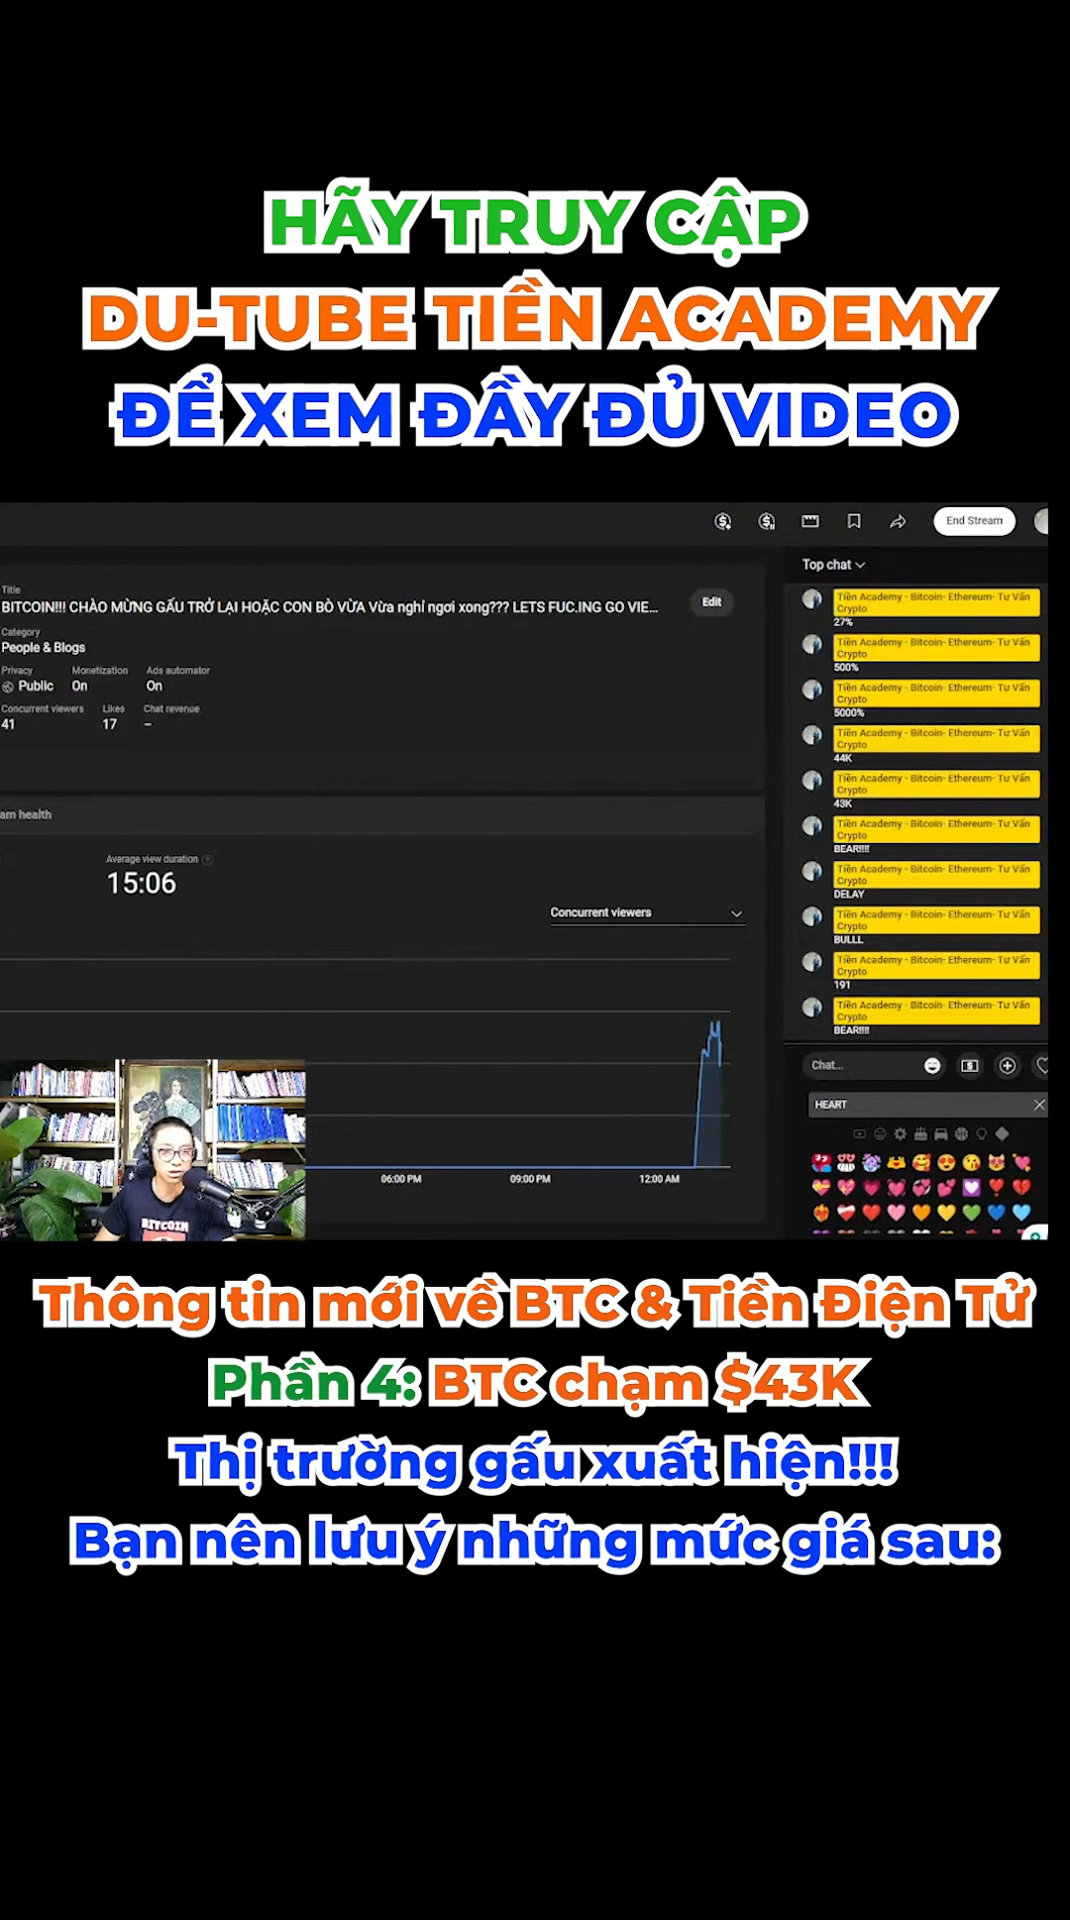 HÃY TRUY CẬP
DU-TUBE TIỀN ACADEMY
ĐỂ XEM ĐẦY ĐỦ VIDEO
End Stream
Title
BITCOIN!!! CHÀO MỪNG GẤU TRỞ LẠI HOẶC CON BÒ VỪA Vừa nghỉ ngơi xong??? LETS FUC.ING GO VIE...
Edit
Category
People & Blogs
Privacy Monetization Ads automator
Public On On
Concurrent viewers Likes Chat revenue
41 17 –
am health
Average view duration
15:06
Concurrent viewers
06:00 PM 09:00 PM 12:00 AM
Top chat
Tiền Academy - Bitcoin- Ethereum- Tư Vấn
Crypto
27%
Tiền Academy - Bitcoin- Ethereum- Tư Vấn
Crypto
500%
Tiền Academy - Bitcoin- Ethereum- Tư Vấn
Crypto
5000%
Tiền Academy - Bitcoin- Ethereum- Tư Vấn
Crypto
44K
Tiền Academy - Bitcoin- Ethereum- Tư Vấn
Crypto
43K
Tiền Academy - Bitcoin- Ethereum- Tư Vấn
Crypto
BEAR!!!!
Tiền Academy - Bitcoin- Ethereum- Tư Vấn
Crypto
DELAY
Tiền Academy - Bitcoin- Ethereum- Tư Vấn
Crypto
BULLL
Tiền Academy - Bitcoin- Ethereum- Tư Vấn
Crypto
191
Tiền Academy - Bitcoin- Ethereum- Tư Vấn
Crypto
BEAR!!!!
Chat...
HEART
BITCOIN
Thông tin mới về BTC & Tiền Điện Tử
Phần 4: BTC chạm $43K
Thị trường gấu xuất hiện!!!
Bạn nên lưu ý những mức giá sau: